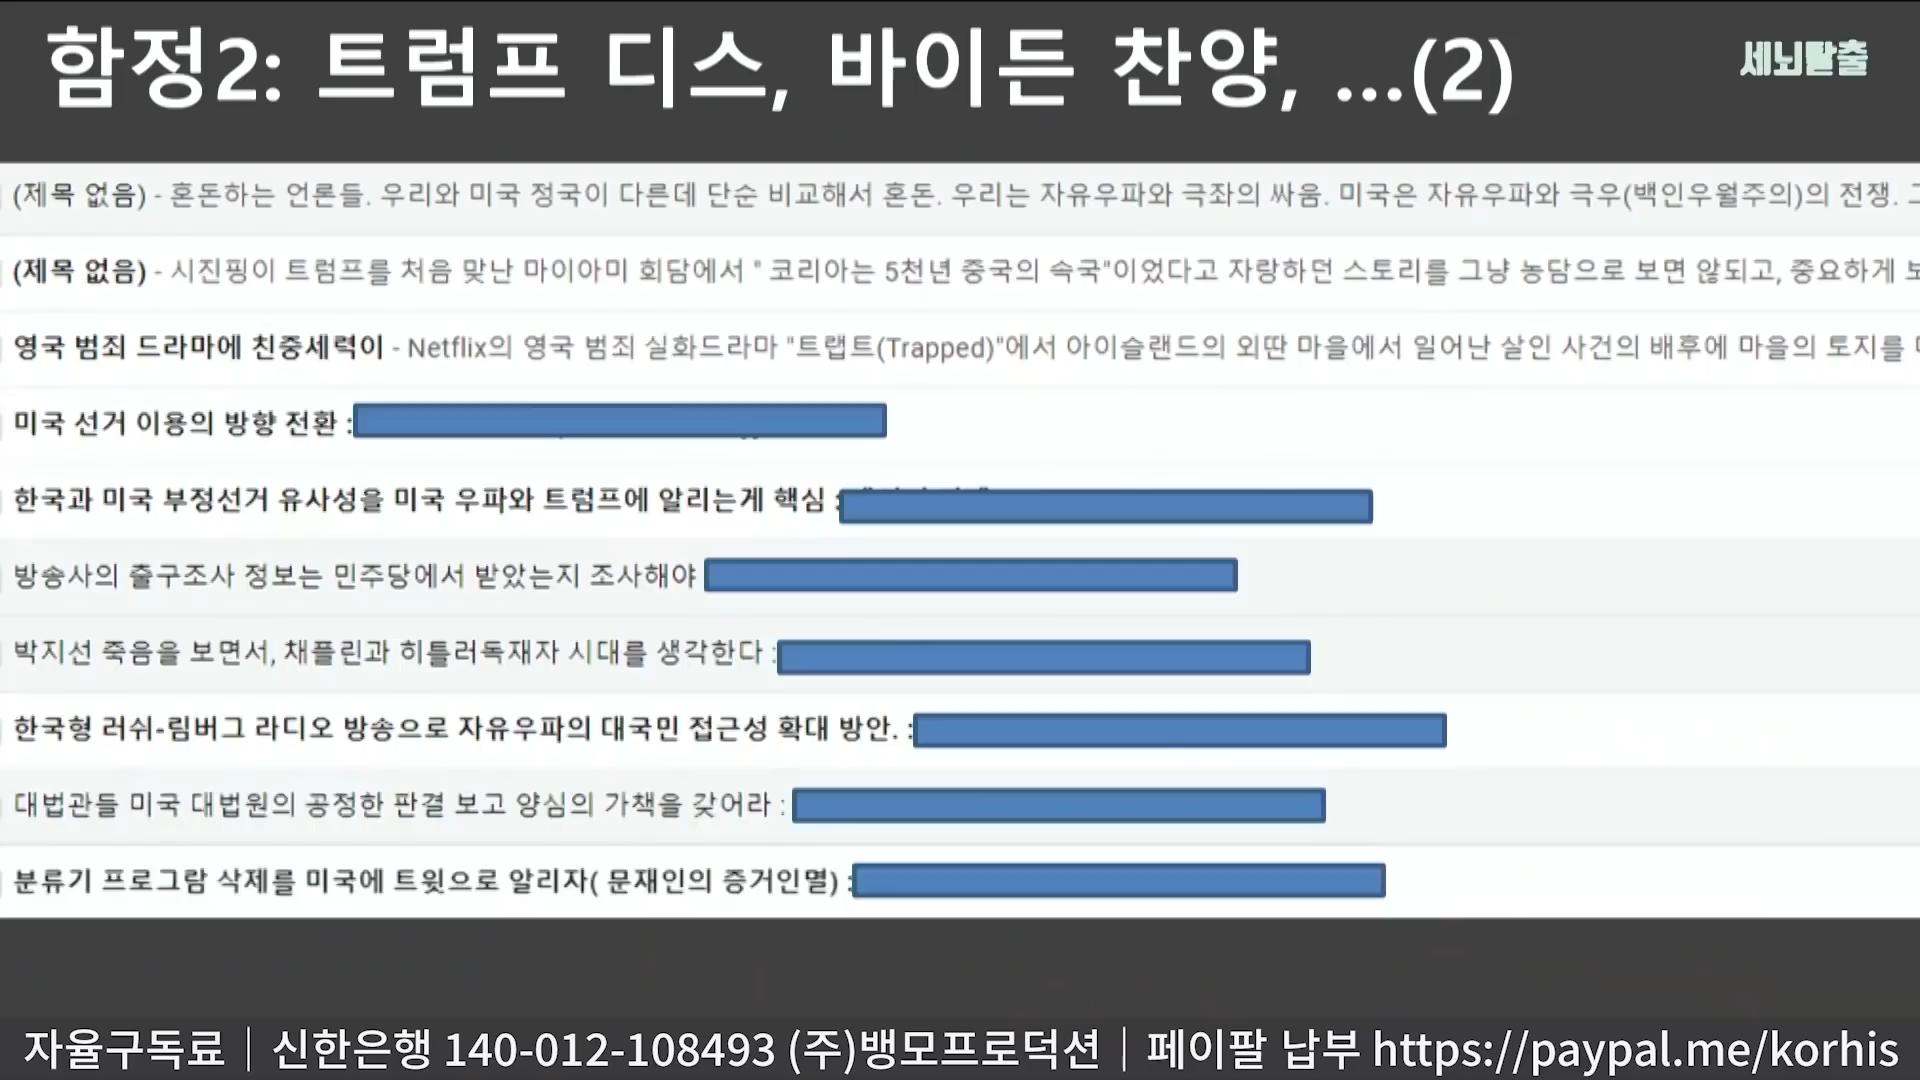 함정2: 트럼프 디스, 바이든 찬양, ...(2)
세뇌탈출
(제목 없음) - 혼돈하는 언론들. 우리와 미국 정국이 다른데 단순 비교해서 혼돈. 우리는 자유우파와 극좌의 싸움. 미국은 자유우파와 극우(백인우월주의)의 전쟁.
(제목 없음) - 시진핑이 트럼프를 처음 맞난 마이아미 회담에서 " 코리아는 5천년 중국의 속국"이었다고 자랑하던 스토리를 그냥 농담으로 보면 않되고, 중요하게
영국 범죄 드라마에 친중세력이 - Netflix의 영국 범죄 실화드라마 "트랩트(Trapped)"에서 아이슬랜드의 외딴 마을에서 일어난 살인 사건의 배후에 마을의 토지를
미국 선거 이용의 방향 전환 :
한국과 미국 부정선거 유사성을 미국 우파와 트럼프에 알리는게 핵심 :
방송사의 출구조사 정보는 민주당에서 받았는지 조사해야
박지선 죽음을 보면서, 채플린과 히틀러독재자 시대를 생각한다 :
한국형 러쉬-림버그 라디오 방송으로 자유우파의 대국민 접근성 확대 방안. :
대법관들 미국 대법원의 공정한 판결 보고 양심의 가책을 갖어라 :
분류기 프로그람 삭제를 미국에 트윗으로 알리자( 문재인의 증거인멸) :
자율구독료｜신한은행 140-012-108493 (주)뱅모프로덕션｜페이팔 납부 https://paypal.me/korhis